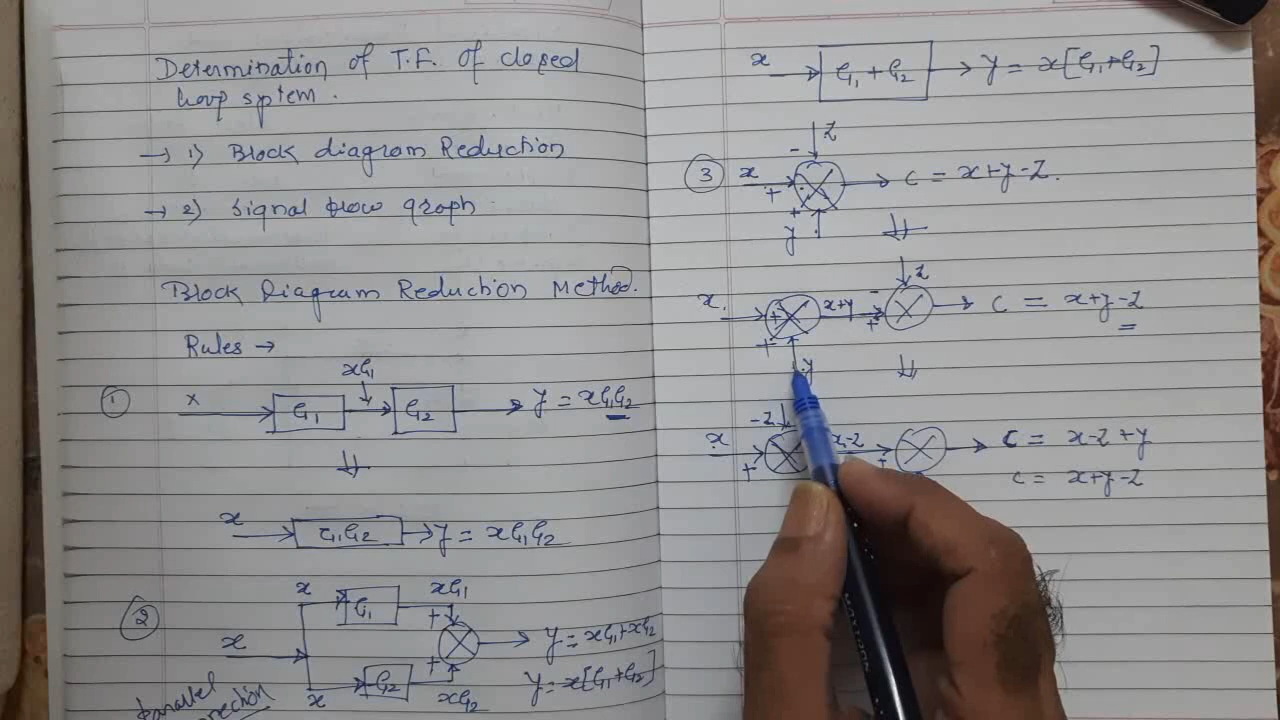 Determination of T.F. of closed
loop system.
→ 1) Block diagram Reduction
→ 2) Signal flow graph
Block Diagram Reduction Method.
Rules →
① x G1 xG1 G2 y = xG1G2
x G1G2 y = xG1G2
② x x G1 xG1 + y = xG1+xG2
x G2 xG2 + y = x[G1+G2]
Parallel
x G1 + G2 y = x[G1+G2]
③ x + - z + y c = x+y-z.
x + + y x+y + - z c = x+y-z
x + -z x-z + c = x-z+y
c = x+y-z